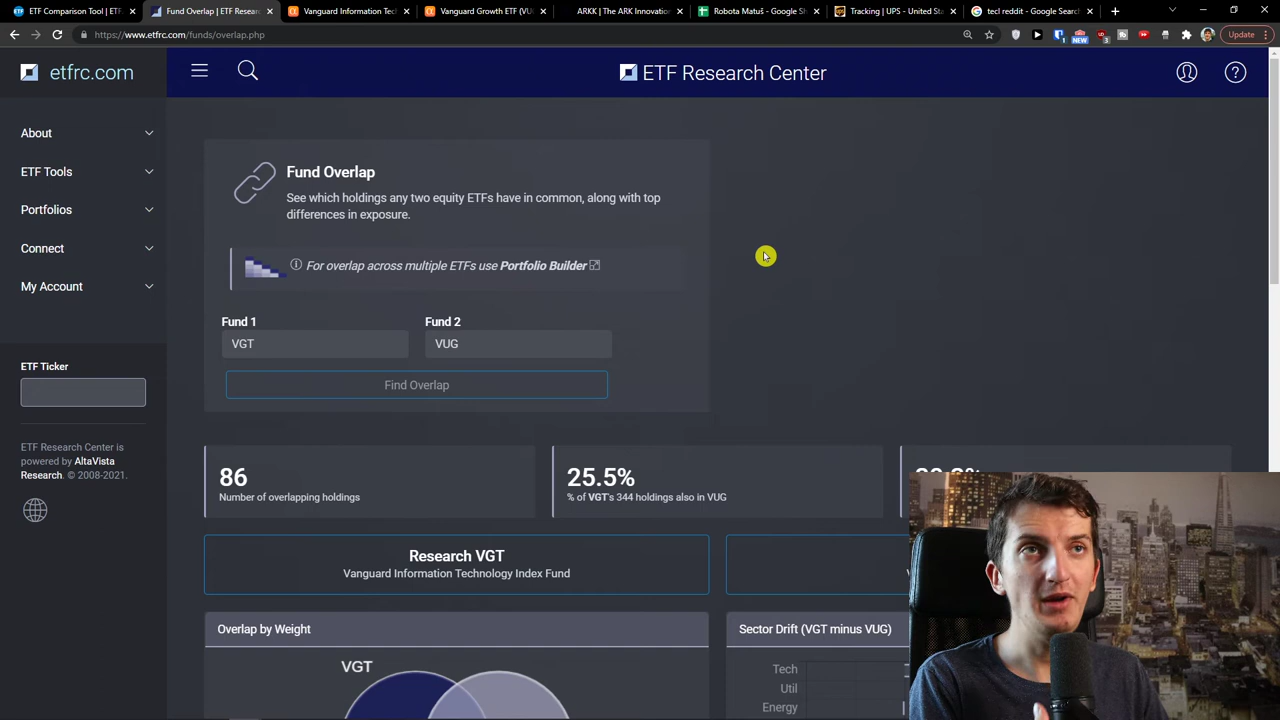 ETF Comparison Tool | ETF.
Fund Overlap | ETF Resear
Vanguard Information Tec
Vanguard Growth ETF (VU
ARKK | The ARK Innovation
Robota Matuš - Google Sh
Tracking | UPS - United Sta
tecl reddit - Google Searc
https://www.etfrc.com/funds/overlap.php
NEW
Update
etfrc.com
ETF Research Center
About
ETF Tools
Portfolios
Connect
My Account
ETF Ticker
ETF Research Center is
powered by AltaVista
Research. © 2008-2021.
Fund Overlap
See which holdings any two equity ETFs have in common, along with top
differences in exposure.
For overlap across multiple ETFs use Portfolio Builder
Fund 1
Fund 2
VGT
VUG
Find Overlap
86
Number of overlapping holdings
25.5%
% of VGT's 344 holdings also in VUG
Research VGT
Vanguard Information Technology Index Fund
Overlap by Weight
VGT
Sector Drift (VGT minus VUG)
Tech
Util
Energy